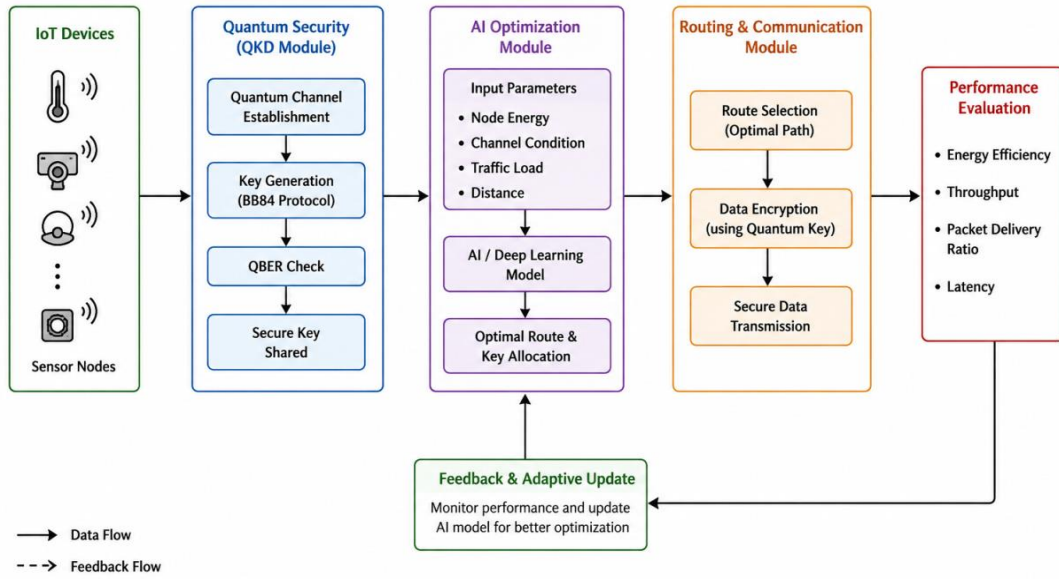 IoT Devices
Sensor Nodes
Quantum Security
(QKD Module)
Quantum Channel
Establishment
Key Generation
(BB84 Protocol)
QBER Check
Secure Key
Shared
AI Optimization
Module
Input Parameters
• Node Energy
• Channel Condition
• Traffic Load
• Distance
AI / Deep Learning
Model
Optimal Route &
Key Allocation
Routing & Communication
Module
Route Selection
(Optimal Path)
Data Encryption
(using Quantum Key)
Secure Data
Transmission
Performance
Evaluation
• Energy Efficiency
• Throughput
• Packet Delivery
Ratio
• Latency
Feedback & Adaptive Update
Monitor performance and update
AI model for better optimization
Data Flow
Feedback Flow